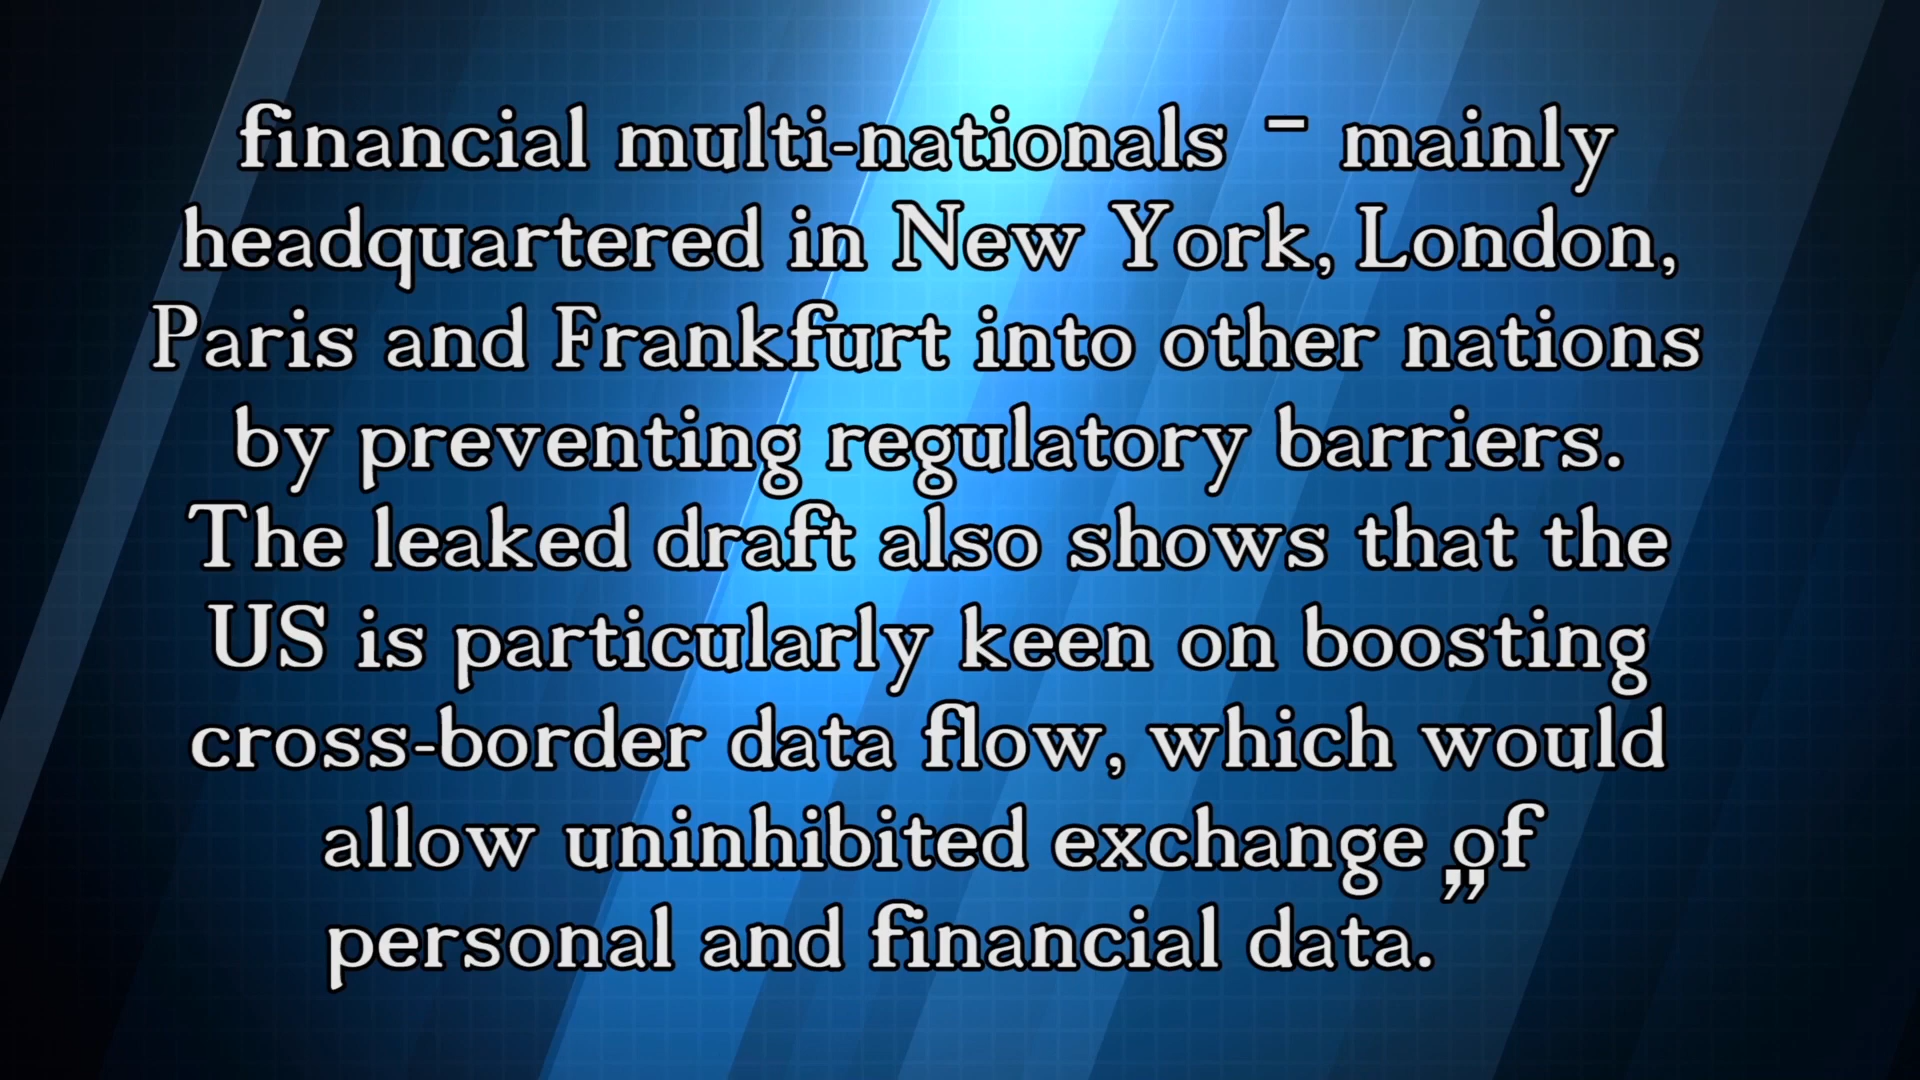 financial multi-nationals – mainly
headquartered in New York, London,
Paris and Frankfurt into other nations
by preventing regulatory barriers.
The leaked draft also shows that the
US is particularly keen on boosting
cross-border data flow, which would
allow uninhibited exchange of
personal and financial data.”